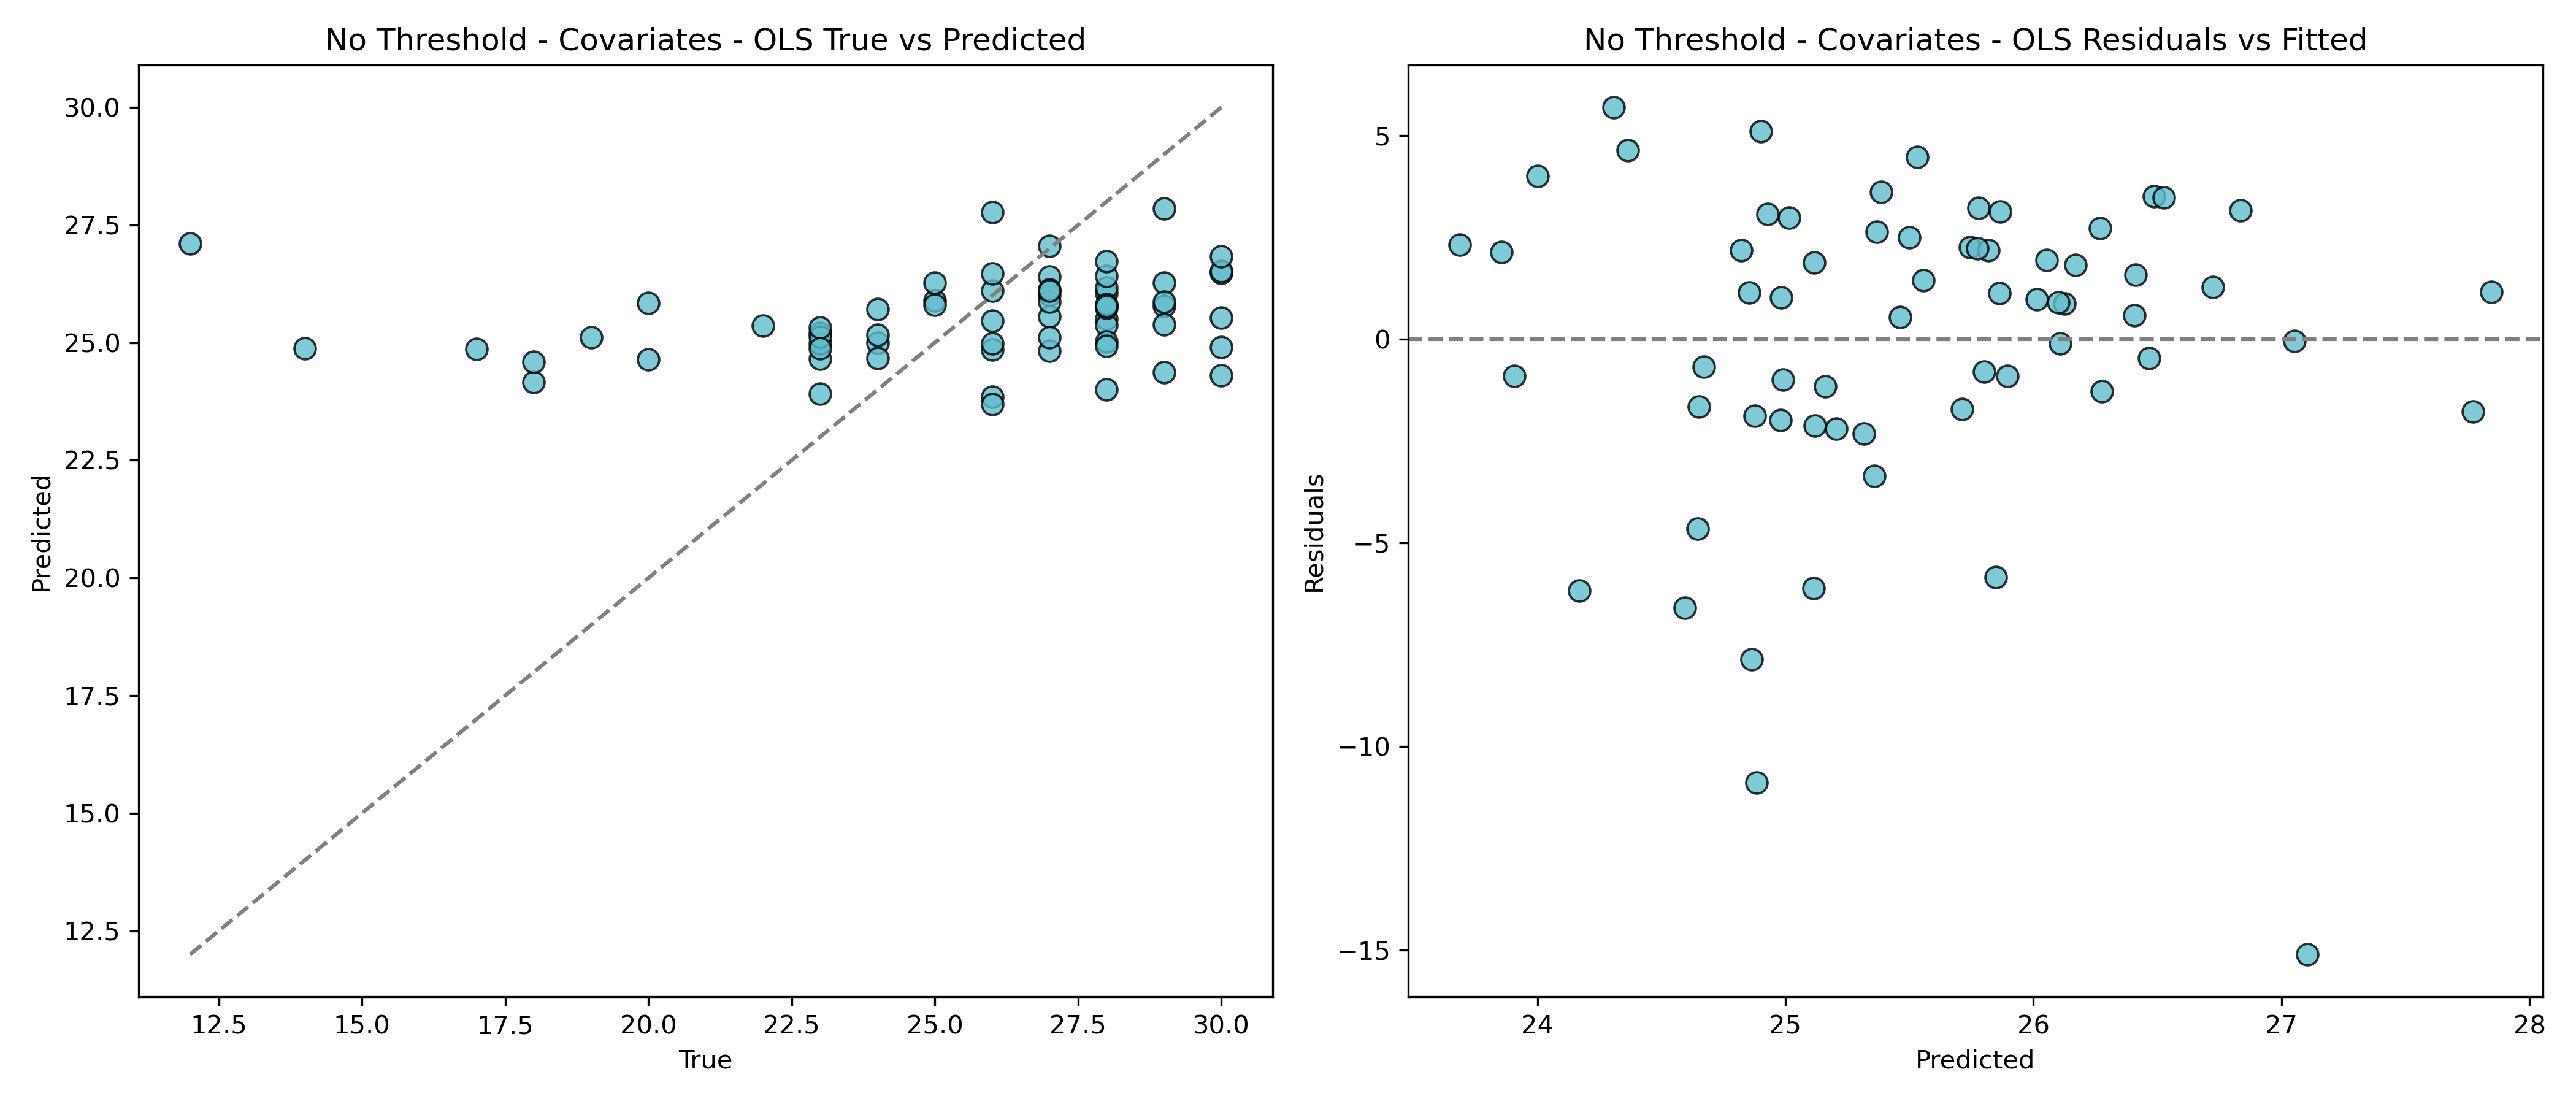 No Threshold - Covariates - OLS True vs Predicted
30.0
27.5
25.0
22.5
20.0
17.5
15.0
12.5
Predicted
12.5 15.0 17.5 20.0 22.5 25.0 27.5 30.0
True
No Threshold - Covariates - OLS Residuals vs Fitted
5
0
−5
−10
−15
Residuals
24 25 26 27 28
Predicted